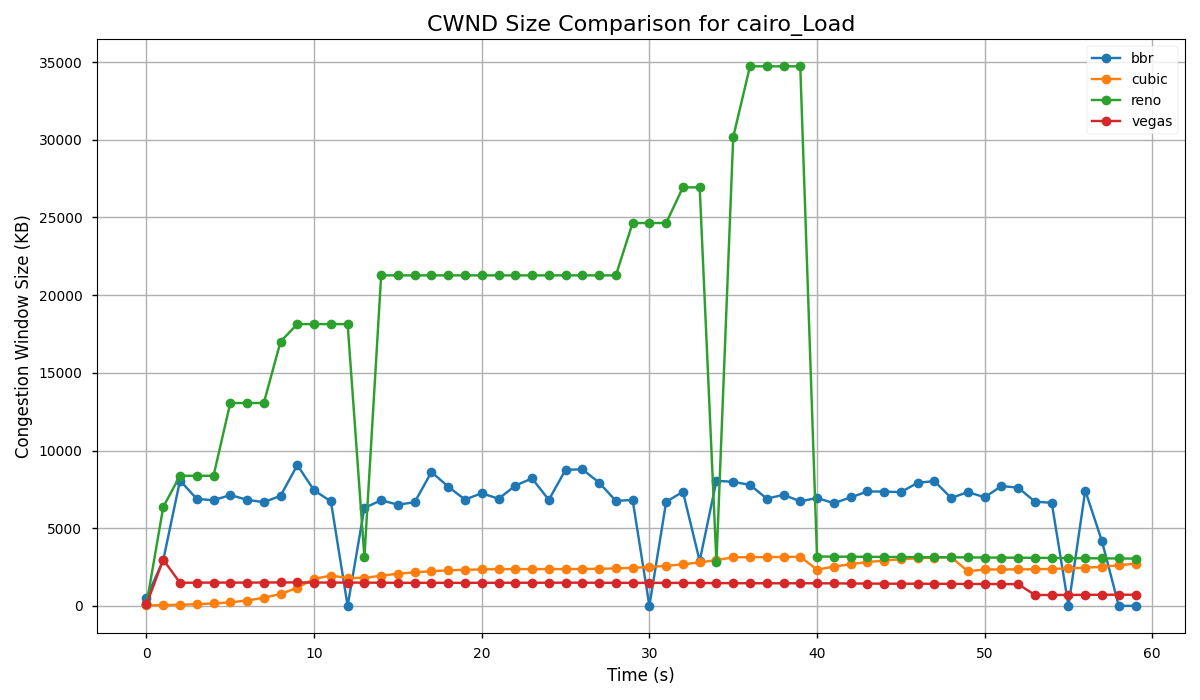 CWND Size Comparison for cairo_Load
Congestion Window Size (KB)
35000
30000
25000
20000
15000
10000
5000
0
bbr
cubic
reno
vegas
0 10 20 30 40 50 60
Time (s)